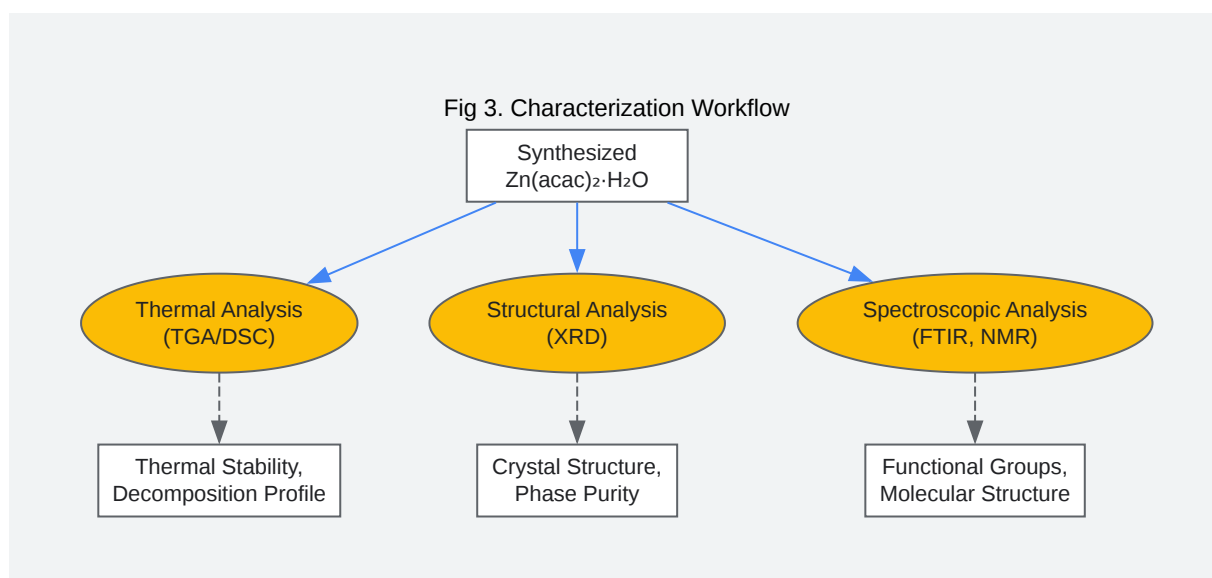 Fig 3. Characterization Workflow
Synthesized
Zn(acac)₂·H₂O
Thermal Analysis
(TGA/DSC)
Structural Analysis
(XRD)
Spectroscopic Analysis
(FTIR, NMR)
Thermal Stability,
Decomposition Profile
Crystal Structure,
Phase Purity
Functional Groups,
Molecular Structure